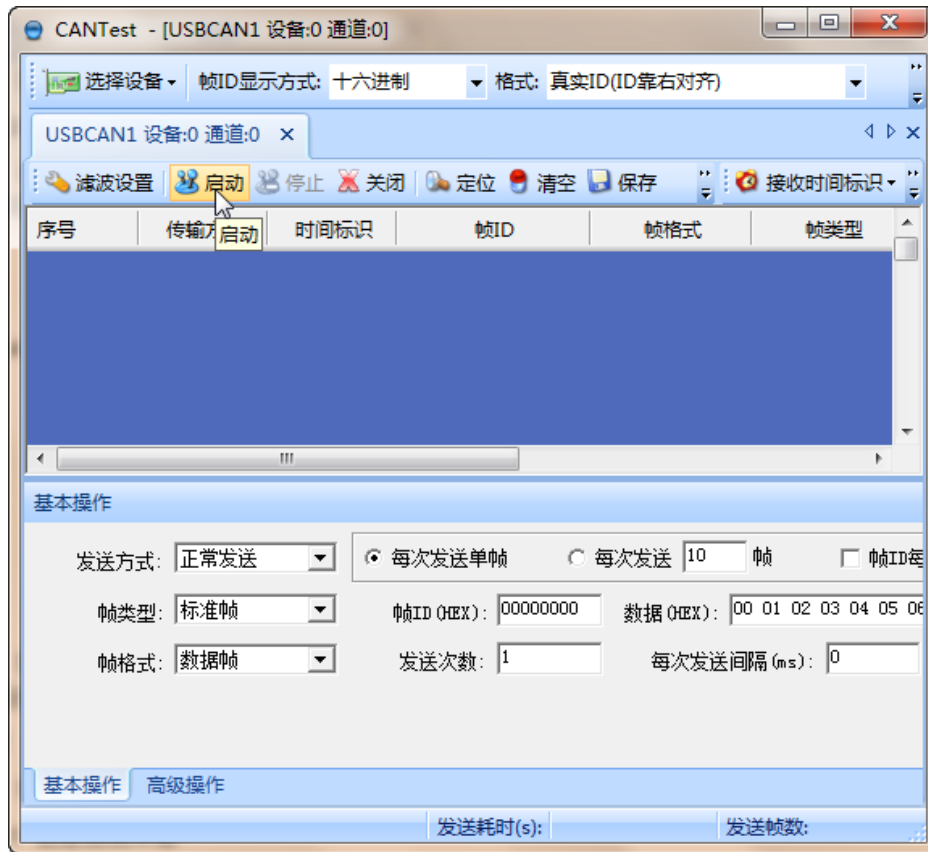 CANTest - [USBCAN1 设备:0 通道:0]
选择设备 帧ID显示方式: 十六进制 格式: 真实ID(ID靠右对齐)
USBCAN1 设备:0 通道:0
滤波设置 启动 停止 关闭 定位 清空 保存 接收时间标识
序号 传输方 时间标识 帧ID 帧格式 帧类型
启动
基本操作
发送方式: 正常发送 每次发送单帧 每次发送 10 帧 帧ID每
帧类型: 标准帧 帧ID(HEX): 00000000 数据(HEX): 00 01 02 03 04 05 06
帧格式: 数据帧 发送次数: 1 每次发送间隔(ms): 0
基本操作 高级操作
发送耗时(s): 发送帧数: